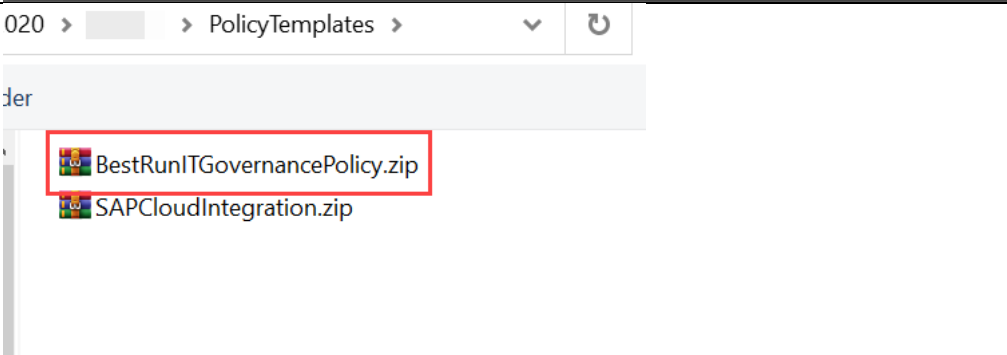 020 > > PolicyTemplates >
der
BestRunITGovernancePolicy.zip
SAPCloudIntegration.zip